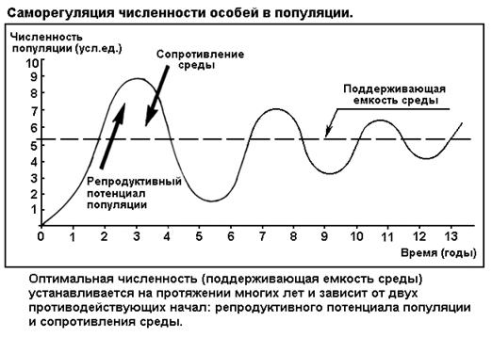 Саморегуляция численности особей в популяции.
Численность
популяции (усл.ед.)
Сопротивление
среды
Поддерживающая
емкость среды
10
9
8
7
6
5
4
3
2
1
Репродуктивный
потенциал
популяции
0 1 2 3 4 5 6 7 8 9 10 11 12 13
Время (годы)
Оптимальная численность (поддерживающая емкость среды)
устанавливается на протяжении многих лет и зависит от двух
противодействующих начал: репродуктивного потенциала популяции
и сопротивления среды.